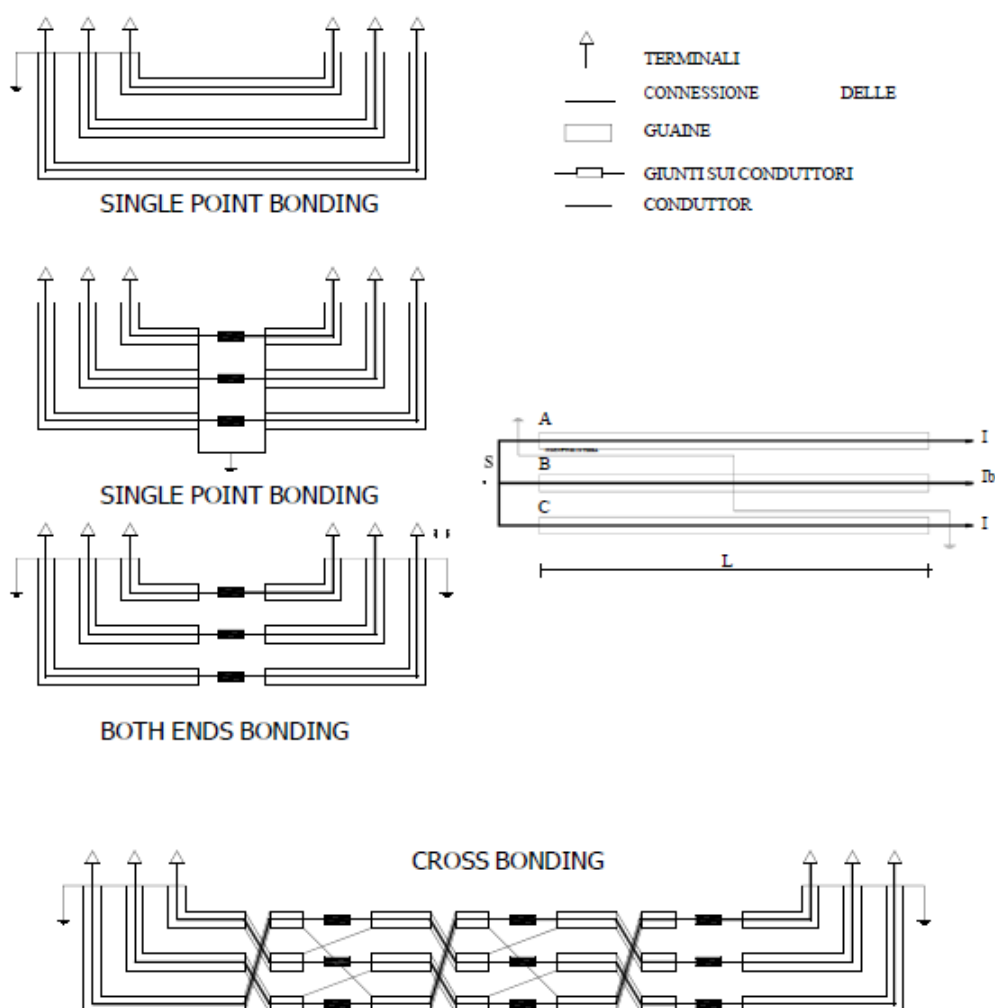 TERMINALI
CONNESSIONE DELLE
GUAINE
GIUNTI SUI CONDUTTORI
CONDUTTOR
SINGLE POINT BONDING
SINGLE POINT BONDING
A
I
S
B
Ib
C
I
L
BOTH ENDS BONDING
CROSS BONDING